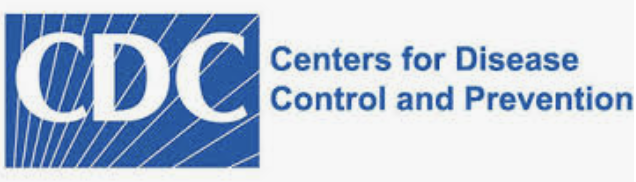 CDC
Centers for Disease
Control and Prevention